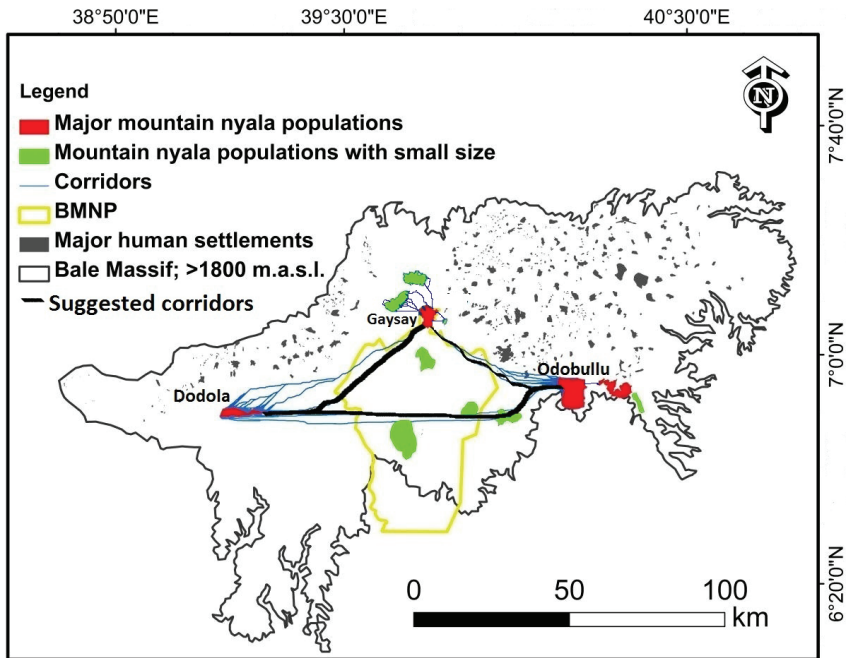 38°50'0"E 39°30'0"E 40°30'0"E
N
Legend
Major mountain nyala populations
Mountain nyala populations with small size
Corridors
BMNP
Major human settlements
Bale Massif; >1800 m.a.s.l.
Suggested corridors
7°40'0"N
Gaysay
7°0'0"N
Odobullu
Dodola
6°20'0"N
0 50 100
km